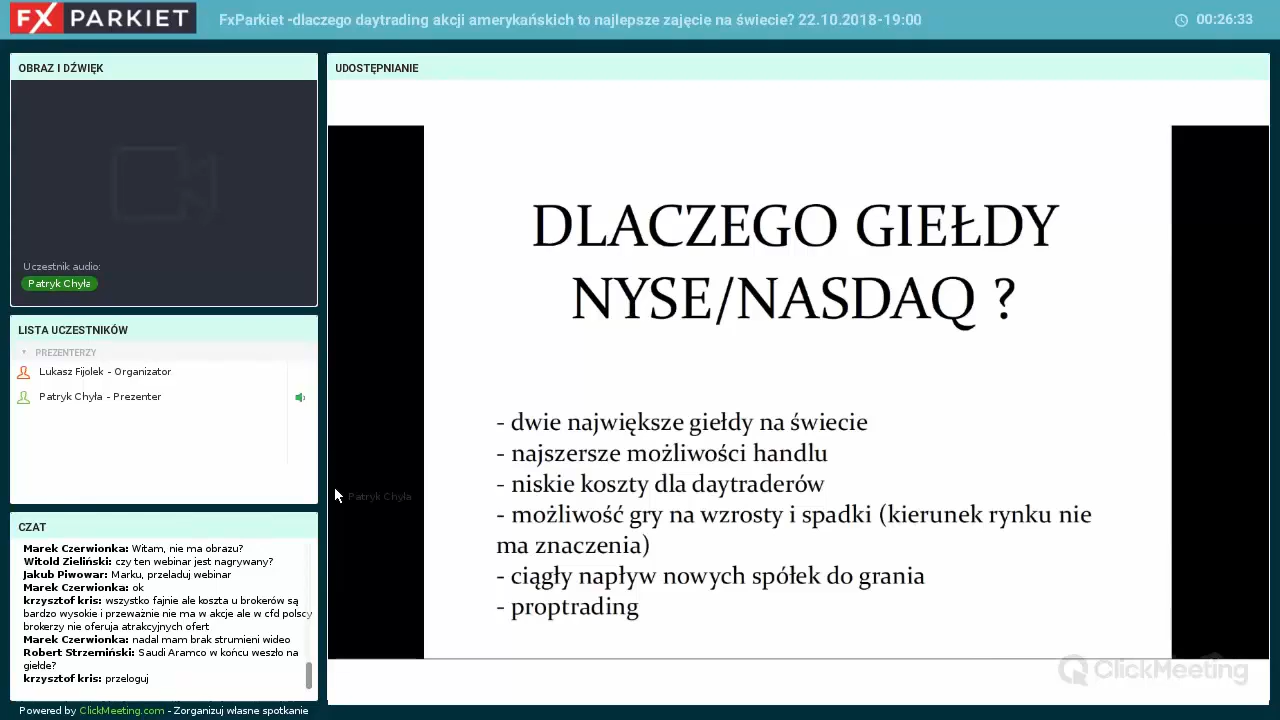 FX PARKIET
FxParkiet -dlaczego daytrading akcji amerykańskich to najlepsze zajęcie na świecie? 22.10.2018-19:00
00:26:33
OBRAZ I DŹWIĘK
Uczestnik audio:
Patryk Chyła
LISTA UCZESTNIKÓW
PREZENTERZY
Lukasz Fijolek - Organizator
Patryk Chyła - Prezenter
CZAT
Marek Czerwionka: Witam, nie ma obrazu?
Witold Zieliński: czy ten webinar jest nagrywany?
Jakub Piwowar: Marku, przeladuj webinar
Marek Czerwionka: ok
krzysztof kris: wszystko fajnie ale koszta u brokerów są
bardzo wysokie i przeważnie nie ma w akcje ale w cfd polscy
brokerzy nie oferuja atrakcyjnych ofert
Marek Czerwionka: nadal mam brak strumieni wideo
Robert Strzemiński: Saudi Aramco w końcu weszło na
giełde?
krzysztof kris: przeloguj
Powered by ClickMeeting.com - Zorganizuj własne spotkanie
UDOSTĘPNIANIE
DLACZEGO GIEŁDY
NYSE/NASDAQ ?
- dwie największe giełdy na świecie
- najszersze możliwości handlu
- niskie koszty dla daytraderów
- możliwość gry na wzrosty i spadki (kierunek rynku nie
ma znaczenia)
- ciągły napływ nowych spółek do grania
- proptrading
Patryk Chyła
ClickMeeting